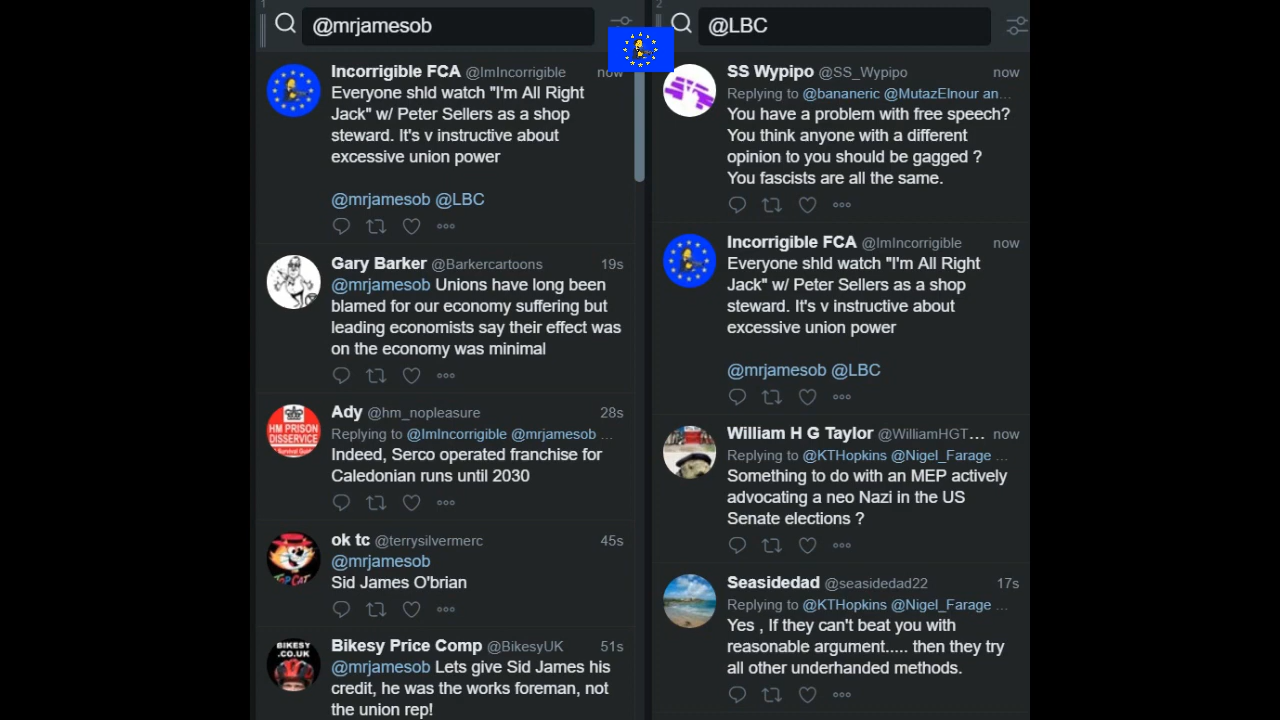 1
@mrjamesob
Incorrigible FCA @ImIncorrigible now
Everyone shld watch "I'm All Right
Jack" w/ Peter Sellers as a shop
steward. It's v instructive about
excessive union power
@mrjamesob @LBC
Gary Barker @Barkercartoons 19s
@mrjamesob Unions have long been
blamed for our economy suffering but
leading economists say their effect was
on the economy was minimal
HM PRISON
DISSERVICE
Ady @hm_nopleasure 28s
Replying to @ImIncorrigible @mrjamesob ...
Indeed, Serco operated franchise for
Caledonian runs until 2030
TOP CAT
ok tc @terrysilvermerc 45s
@mrjamesob
Sid James O'brian
BIKESY
.CO.UK
Bikesy Price Comp @BikesyUK 51s
@mrjamesob Lets give Sid James his
credit, he was the works foreman, not
the union rep!
2
@LBC
SS Wypipo @SS_Wypipo now
Replying to @bananeric @MutazElnour an...
You have a problem with free speech?
You think anyone with a different
opinion to you should be gagged ?
You fascists are all the same.
Incorrigible FCA @ImIncorrigible now
Everyone shld watch "I'm All Right
Jack" w/ Peter Sellers as a shop
steward. It's v instructive about
excessive union power
@mrjamesob @LBC
William H G Taylor @WilliamHGT... now
Replying to @KTHopkins @Nigel_Farage ...
Something to do with an MEP actively
advocating a neo Nazi in the US
Senate elections ?
Seasidedad @seasidedad22 17s
Replying to @KTHopkins @Nigel_Farage ...
Yes , If they can't beat you with
reasonable argument..... then they try
all other underhanded methods.